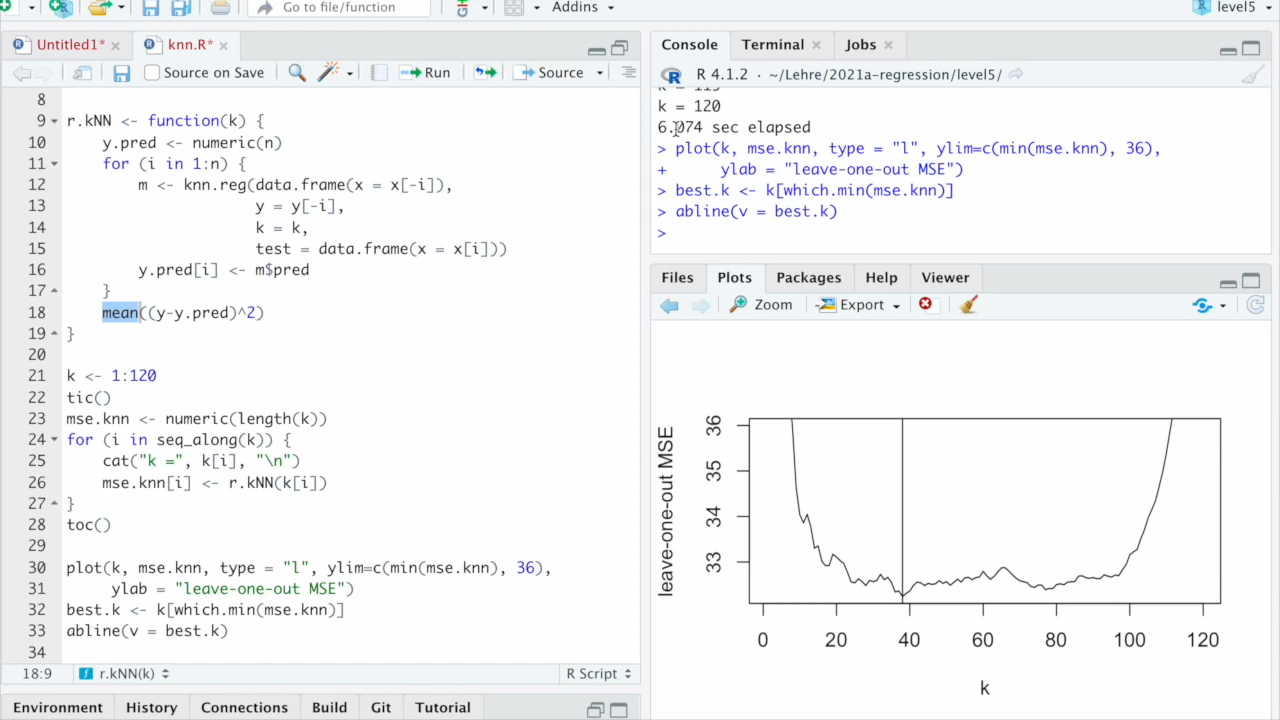 Go to file/function
Addins
level5
Untitled1*
knn.R*
Source on Save
Run
Source
8
9 r.kNN <- function(k) {
10 y.pred <- numeric(n)
11 for (i in 1:n) {
12 m <- knn.reg(data.frame(x = x[-i]),
13 y = y[-i],
14 k = k,
15 test = data.frame(x = x[i]))
16 y.pred[i] <- m$pred
17 }
18 mean((y-y.pred)^2)
19 }
20
21 k <- 1:120
22 tic()
23 mse.knn <- numeric(length(k))
24 for (i in seq_along(k)) {
25 cat("k =", k[i], "\n")
26 mse.knn[i] <- r.kNN(k[i])
27 }
28 toc()
29
30 plot(k, mse.knn, type = "l", ylim=c(min(mse.knn), 36),
31 ylab = "leave-one-out MSE")
32 best.k <- k[which.min(mse.knn)]
33 abline(v = best.k)
34
18:9 r.kNN(k) R Script
Environment History Connections Build Git Tutorial
Console Terminal Jobs
R 4.1.2 · ~/Lehre/2021a-regression/level5/
k = 119
k = 120
6.074 sec elapsed
> plot(k, mse.knn, type = "l", ylim=c(min(mse.knn), 36),
+ ylab = "leave-one-out MSE")
> best.k <- k[which.min(mse.knn)]
> abline(v = best.k)
>
Files Plots Packages Help Viewer
Zoom Export
leave-one-out MSE
36
35
34
33
0 20 40 60 80 100 120
k